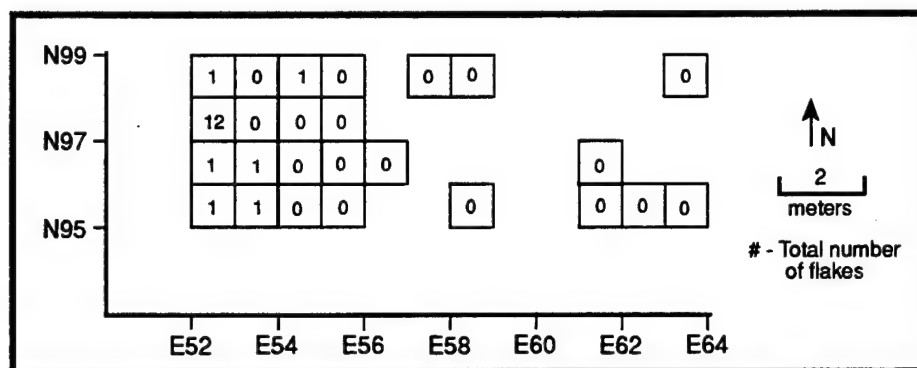 N99
1 0 1 0 0 0 0
12 0 0 0
N
N97
1 1 0 0 0 0
2
meters
1 1 0 0 0 0 0 0
N95
# - Total number
of flakes
E52 E54 E56 E58 E60 E62 E64